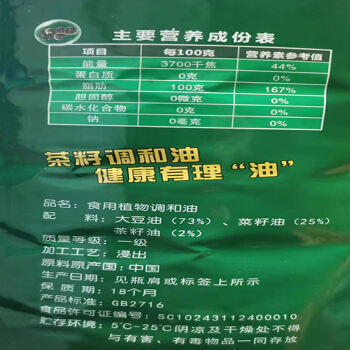 主要营养成份表
项目 每100克 营养素参考值
能量 3700千焦 44%
蛋白质 0克 0%
脂肪 100克 167%
胆固醇 0微克 0%
碳水化合物 0克 0%
钠 0毫克 0%
茶籽调和油
健康有理“油”
品名：食用植物调和油
配 料：大豆油（73%）、菜籽油（25%）
茶籽油（2%）
质量等级：一级
加工工艺：浸出
原料原产国：中国
生产日期：见瓶肩或标签上所示
保 质 期：18个月
产品标准：GB2716
食品许可证编号：SC10243112400010
贮存环境：5℃-25℃阴凉及干燥处不得
与有害、有毒物品一同存放